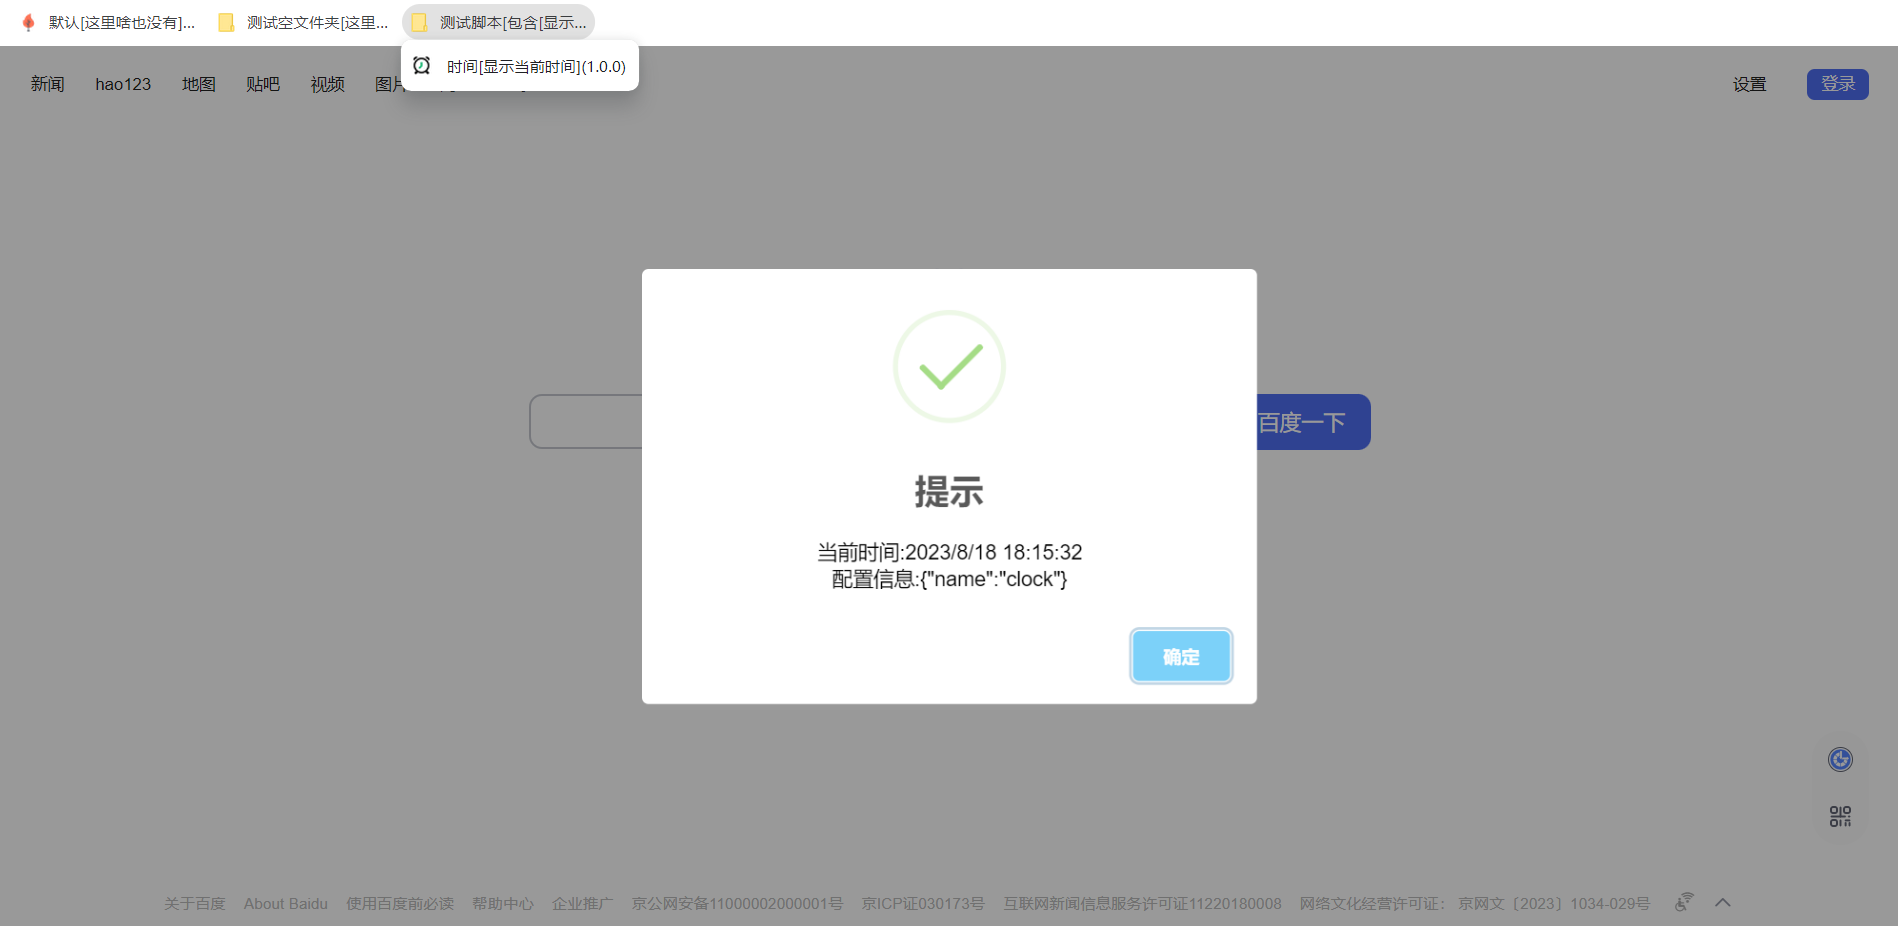 默认[这里啥也没有]... 测试空文件夹[这里... 测试脚本[包含[显示...
时间[显示当前时间](1.0.0)
新闻 hao123 地图 贴吧 视频 图片 设置 登录
百度一下
提示
当前时间:2023/8/18 18:15:32
配置信息:{"name":"clock"}
确定
关于百度 About Baidu 使用百度前必读 帮助中心 企业推广 京公网安备11000002000001号 京ICP证030173号 互联网新闻信息服务许可证11220180008 网络文化经营许可证： 京网文〔2023〕1034-029号